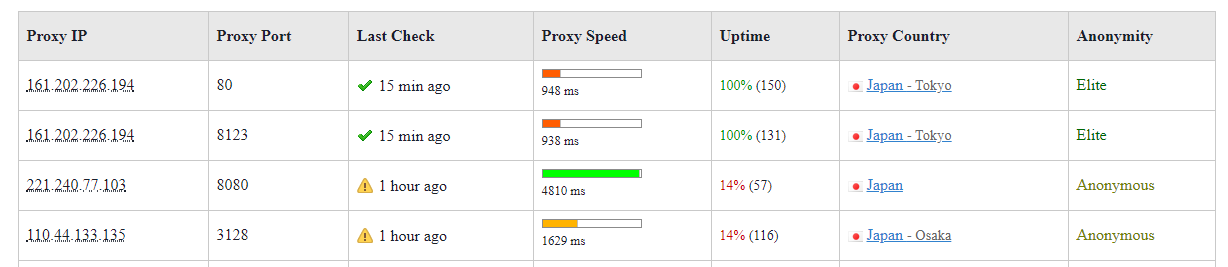 Proxy IP Proxy Port Last Check Proxy Speed Uptime Proxy Country Anonymity
161.202.226.194 80 15 min ago 948 ms 100% (150) Japan - Tokyo Elite
161.202.226.194 8123 15 min ago 938 ms 100% (131) Japan - Tokyo Elite
221.240.77.103 8080 1 hour ago 4810 ms 14% (57) Japan Anonymous
110.44.133.135 3128 1 hour ago 1629 ms 14% (116) Japan - Osaka Anonymous